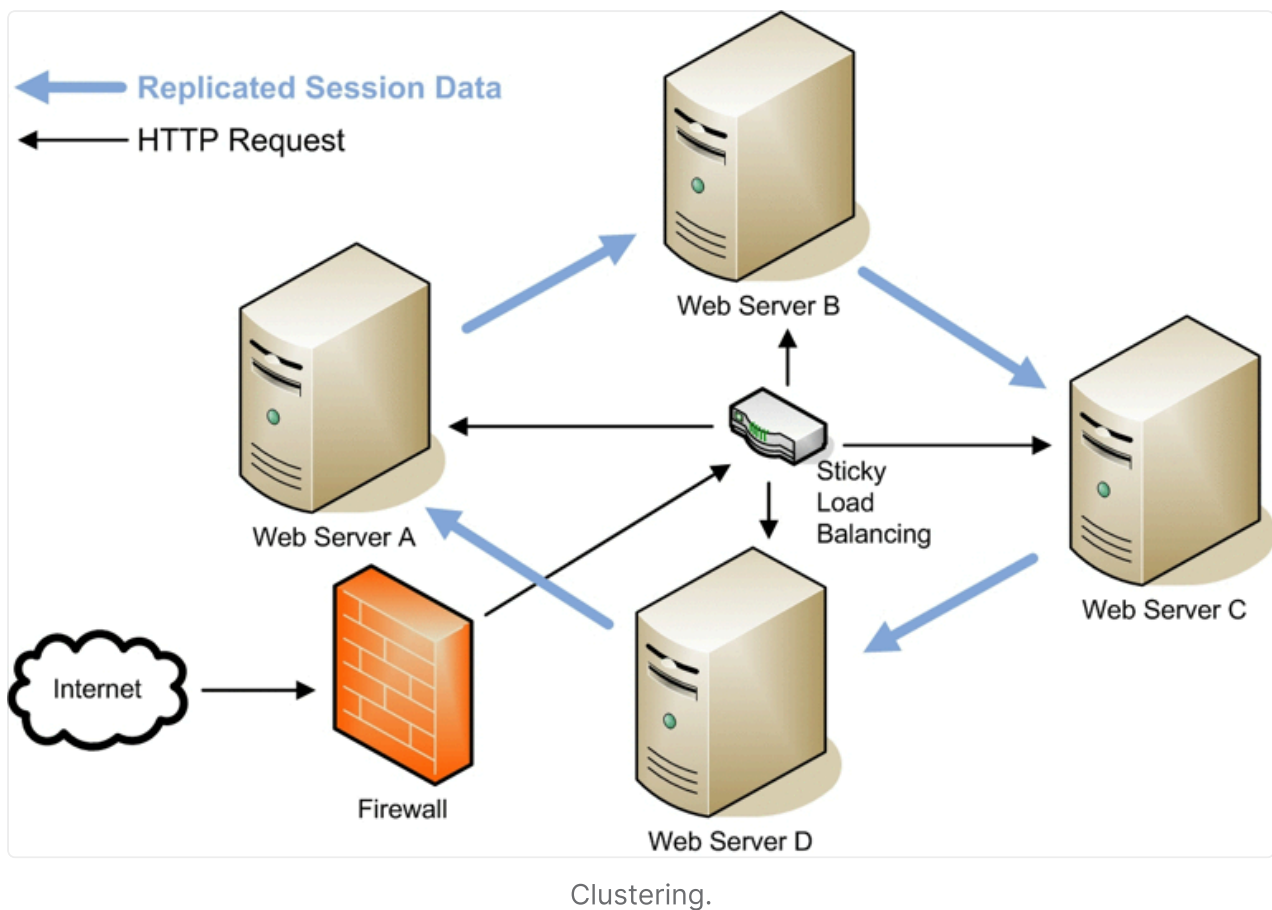 Replicated Session Data
HTTP Request
Web Server B
Sticky
Load
Balancing
Web Server A
Web Server C
Internet
Firewall
Web Server D
Clustering.